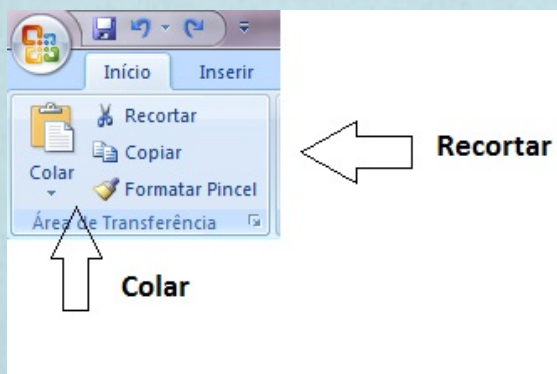 Início Inserir
Recortar
Copiar
Colar
Formatar Pincel
Área de Transferência
Recortar
Colar